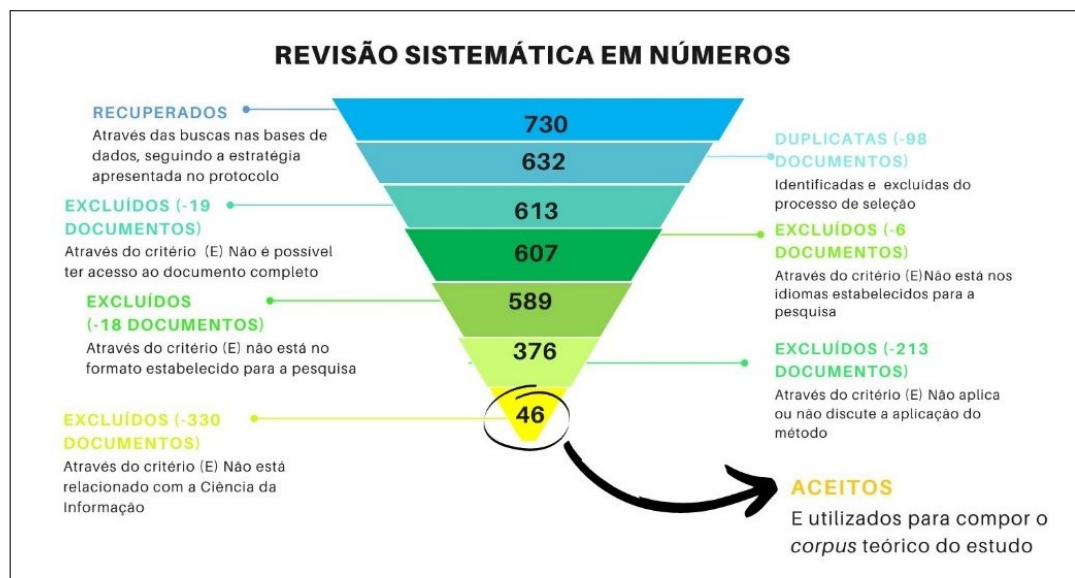 REVISÃO SISTEMÁTICA EM NÚMEROS
RECUPERADOS
Através das buscas nas bases de
dados, seguindo a estratégia
apresentada no protocolo
730
632
DUPLICATAS (-98
DOCUMENTOS)
Identificadas e excluídas do
processo de seleção
EXCLUÍDOS (-19
DOCUMENTOS)
Através do critério (E) Não é possível
ter acesso ao documento completo
613
607
EXCLUÍDOS (-6
DOCUMENTOS)
Através do critério (E)Não está nos
idiomas estabelecidos para a
pesquisa
EXCLUÍDOS
(-18 DOCUMENTOS)
Através do critério (E) não está no
formato estabelecido para a pesquisa
589
376
EXCLUÍDOS (-213
DOCUMENTOS)
Através do critério (E) Não aplica
ou não discute a aplicação do
método
EXCLUÍDOS (-330
DOCUMENTOS)
Através do critério (E) Não está
relacionado com a Ciência da
Informação
46
ACEITOS
E utilizados para compor o
corpus teórico do estudo